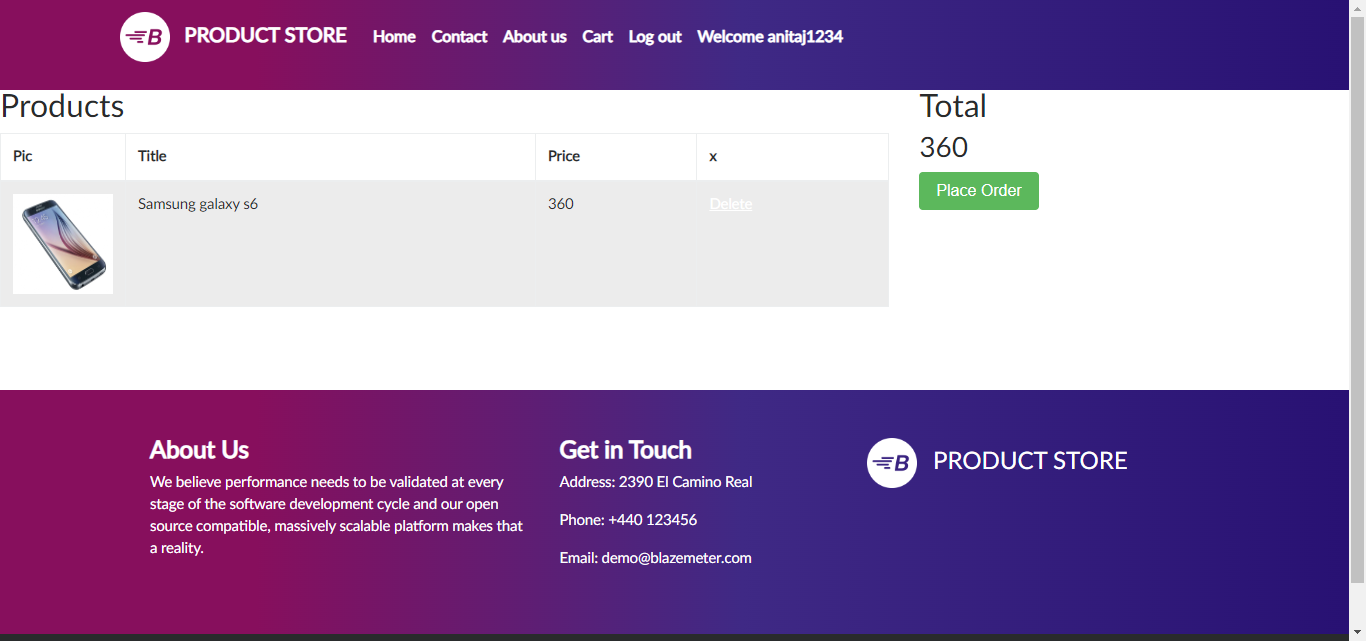 B PRODUCT STORE Home Contact About us Cart Log out Welcome anitaj1234
Products
Total
360
Place Order
Pic Title Price x
Samsung galaxy s6 360 Delete
About Us
We believe performance needs to be validated at every
stage of the software development cycle and our open
source compatible, massively scalable platform makes that
a reality.
Get in Touch
Address: 2390 El Camino Real
Phone: +440 123456
Email: demo@blazemeter.com
B PRODUCT STORE